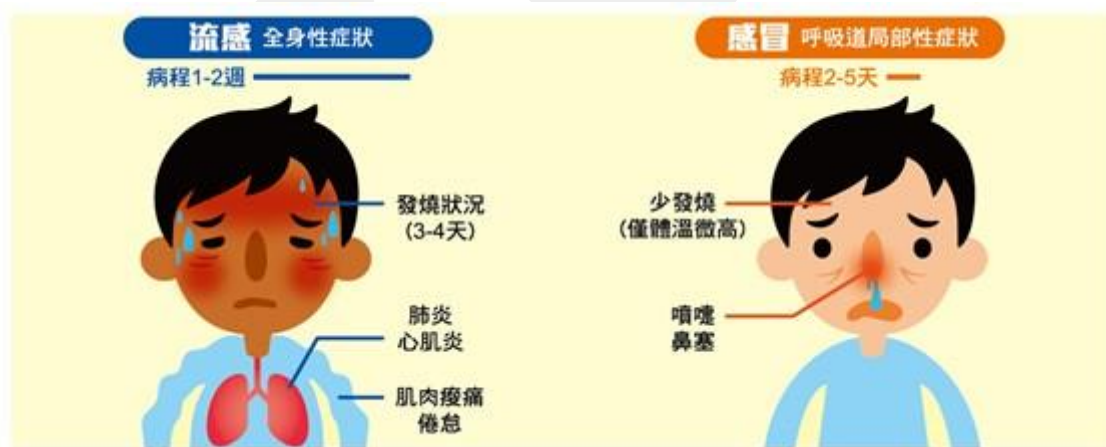 流感 全身性症狀
病程1-2週
發燒狀況
(3-4天)
肺炎
心肌炎
肌肉痠痛
倦怠
感冒 呼吸道局部性症狀
病程2-5天
少發燒
(僅體溫微高)
噴嚏
鼻塞